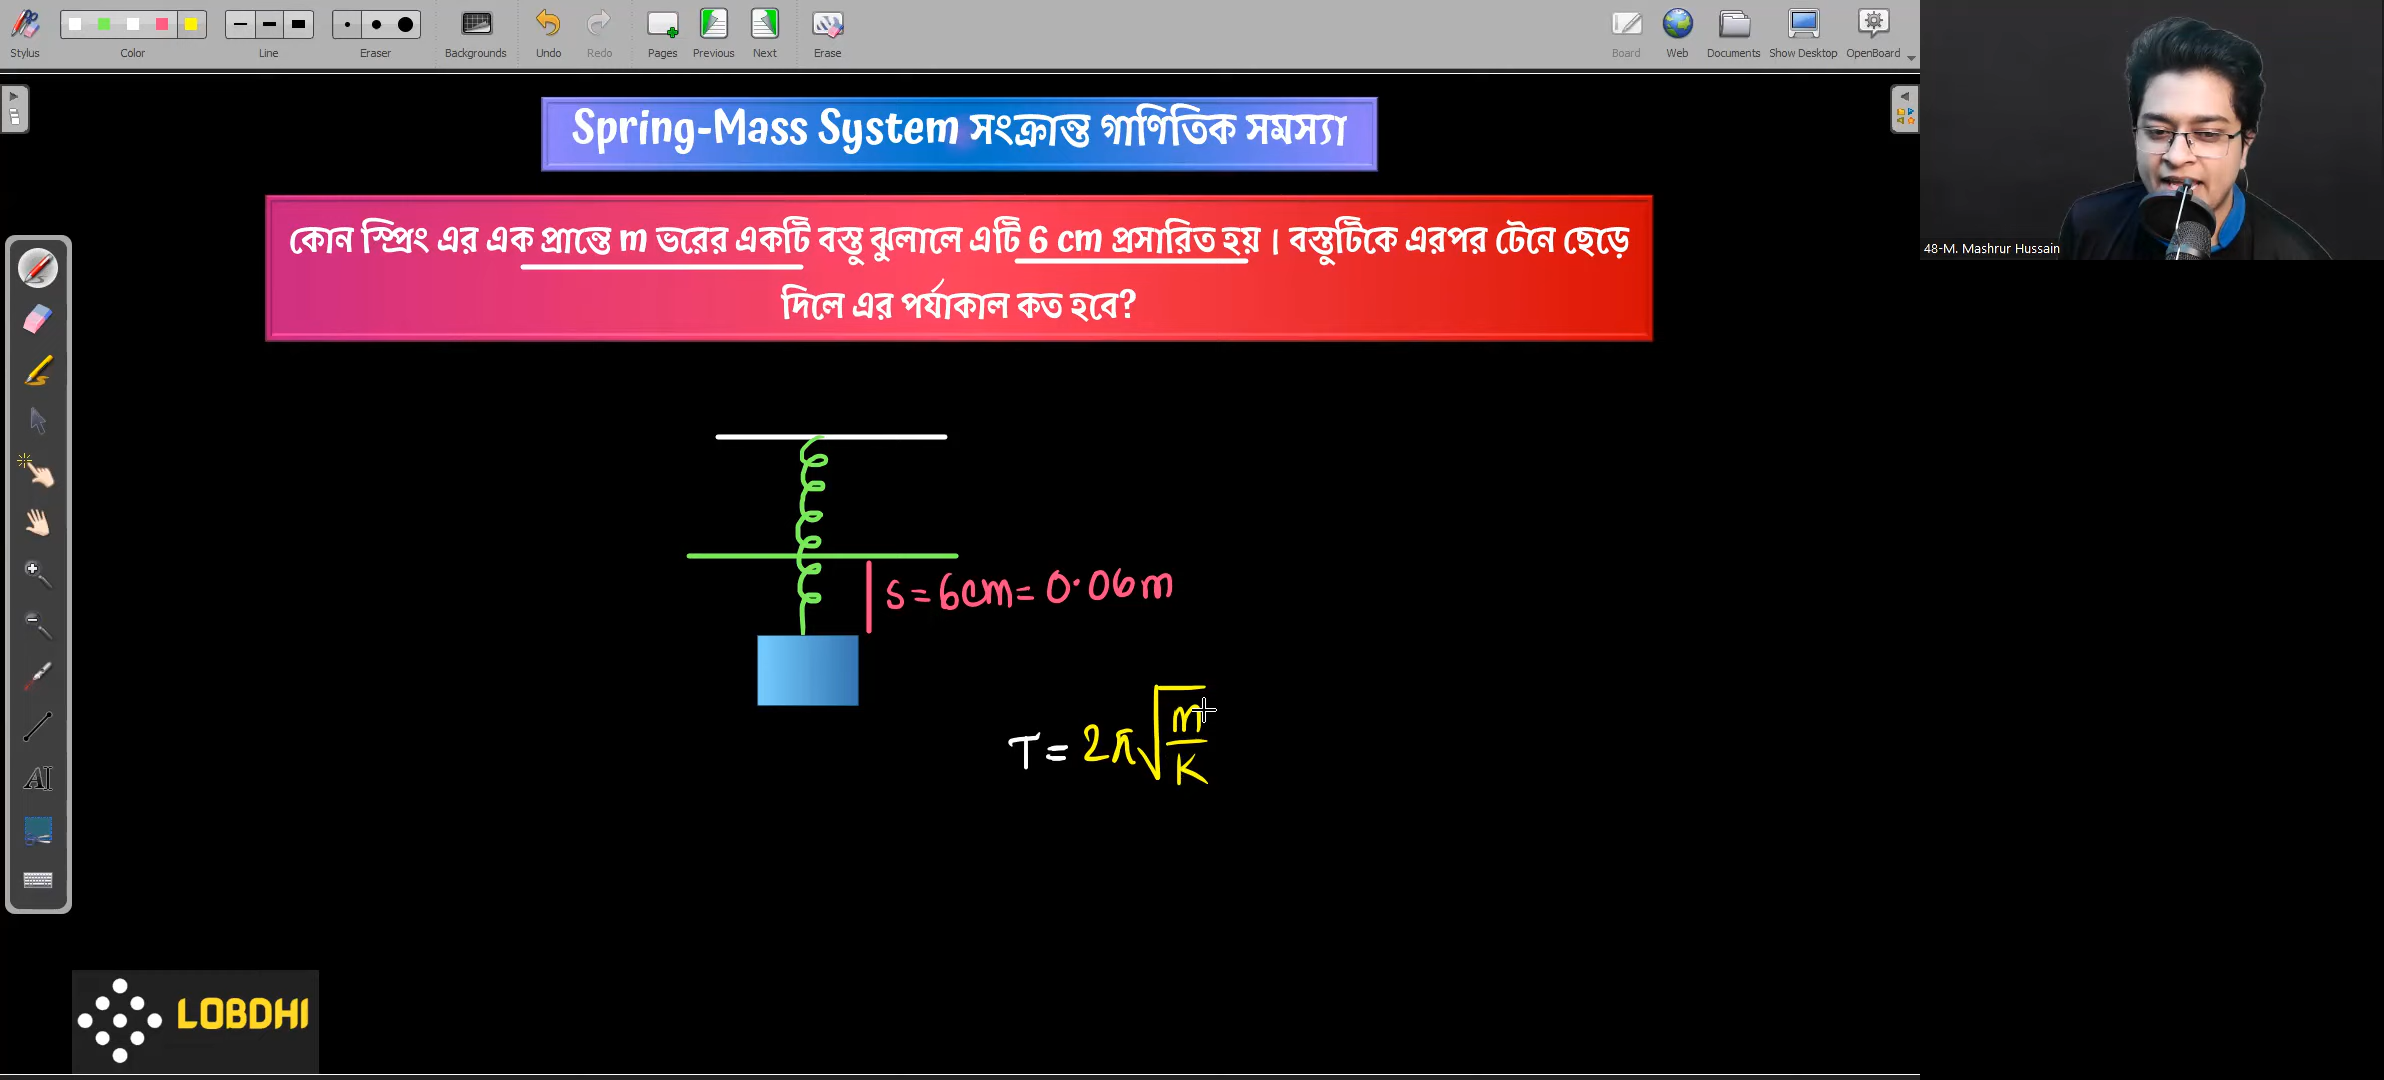 Stylus
Color
Line
Eraser
Backgrounds
Undo
Redo
Pages
Previous
Next
Erase
Board
Web
Documents
Show Desktop
OpenBoard
48-M. Mashrur Hussain
Spring-Mass System সংক্রান্ত গাণিতিক সমস্যা
কোন স্প্রিং এর এক প্রান্তে m ভরের একটি বস্তু ঝুলালে এটি 6 cm প্রসারিত হয়। বস্তুটিকে এরপর টেনে ছেড়ে
দিলে এর পর্যাকাল কত হবে?
s = 6cm = 0.06m
T = 2π√(m/K)
AI
LOBDHI